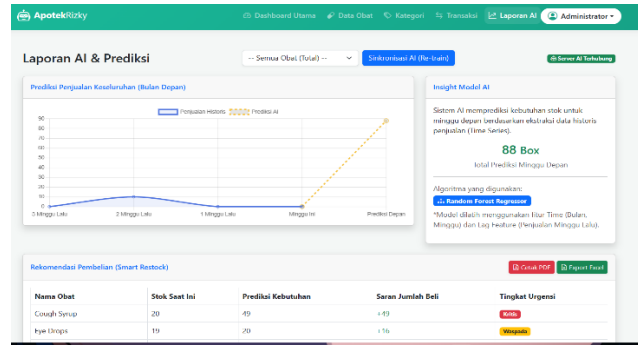 ApotekRizky
Dashboard Utama Data Obat Kategori Transaksi Laporan AI Administrator
Laporan AI & Prediksi
-- Semua Obat (Total) --
Sinkronisasi AI (Re-train)
Server AI Terhubung
Prediksi Penjualan Keseluruhan (Bulan Depan)
Penjualan Historis Prediksi AI
90
80
70
60
50
40
30
20
10
0
3 Minggu Lalu 2 Minggu Lalu 1 Minggu Lalu Minggu Ini Prediksi Depan
Insight Model AI
Sistem AI memprediksi kebutuhan stok untuk
minggu depan berdasarkan ekstraksi data historis
penjualan (Time Series).
88 Box
Total Prediksi Minggu Depan
Algoritma yang digunakan:
Random Forest Regressor
*Model dilatih menggunakan fitur Time (Bulan,
Minggu) dan Lag Feature (Penjualan Minggu Lalu).
Rekomendasi Pembelian (Smart Restock)
Cetak PDF Export Excel
Nama Obat Stok Saat Ini Prediksi Kebutuhan Saran Jumlah Beli Tingkat Urgensi
Cough Syrup 20 49 +49 Kritis
Eye Drops 19 20 +16 Waspada